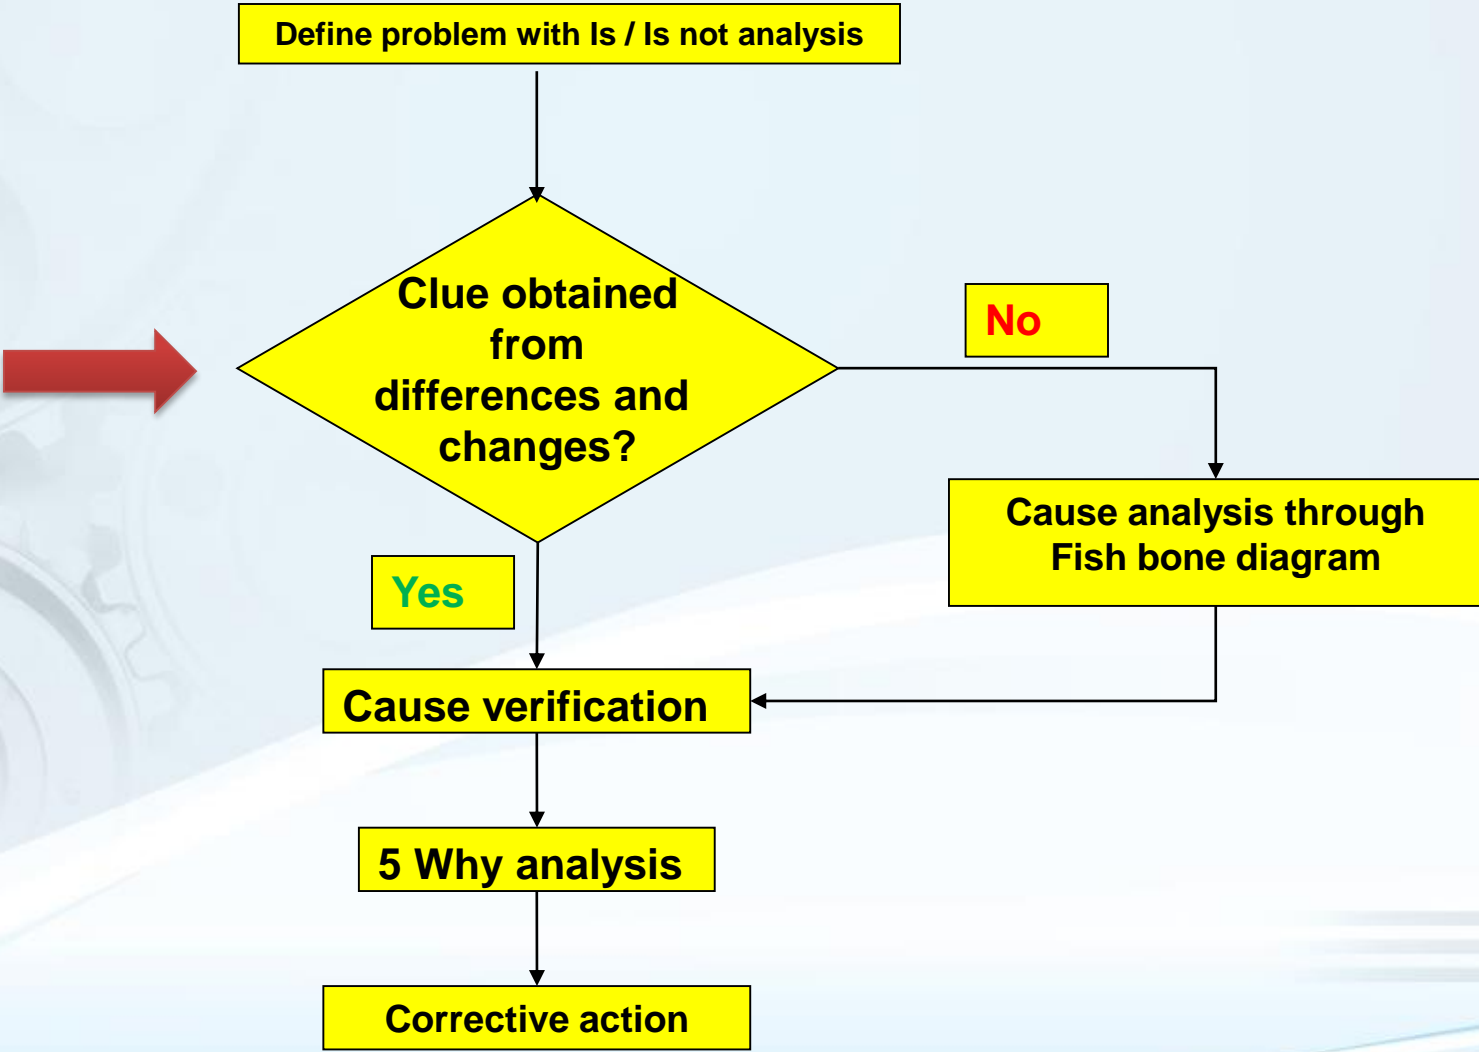 Define problem with Is / Is not analysis
Clue obtained
from
differences and
changes?
No
Cause analysis through
Fish bone diagram
Yes
Cause verification
5 Why analysis
Corrective action